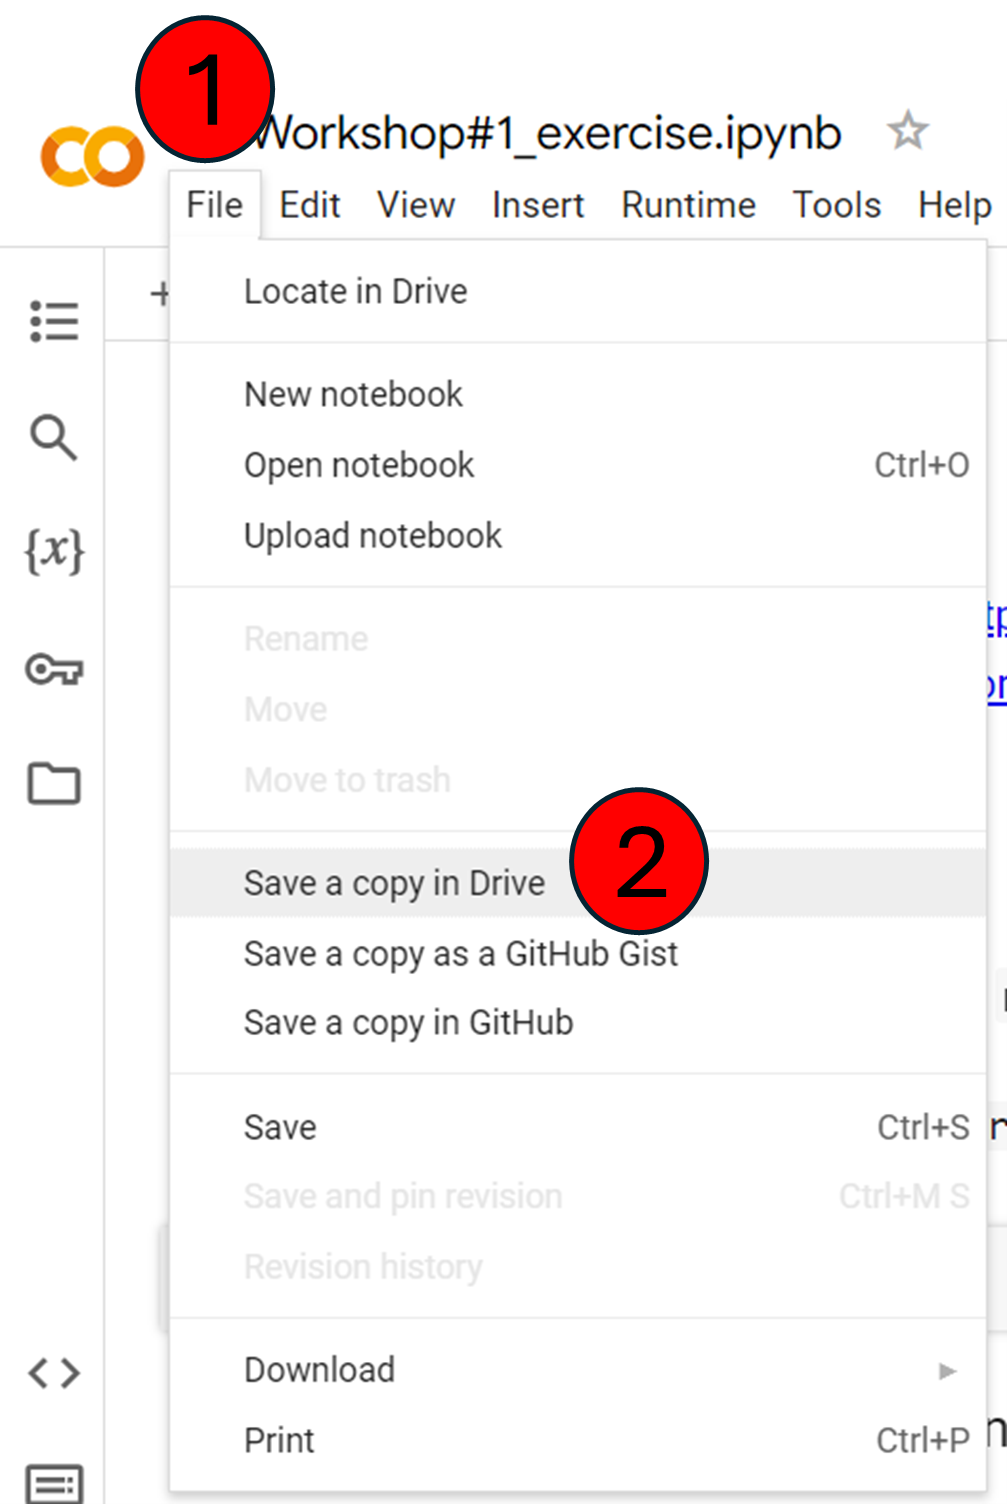 1
Workshop#1_exercise.ipynb
File Edit View Insert Runtime Tools Help
+
Locate in Drive
New notebook
Open notebook Ctrl+O
Upload notebook
Rename
Move
Move to trash
2
Save a copy in Drive
Save a copy as a GitHub Gist
Save a copy in GitHub
Save Ctrl+S
Save and pin revision Ctrl+M S
Revision history
Download
Print Ctrl+P
{x}